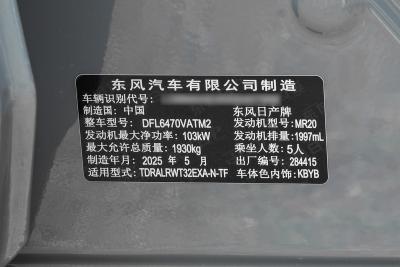 东风汽车有限公司制造
车辆识别代号：
制造国：中国 东风日产牌
整车型号：DFL6470VATM2 发动机型号：MR20
发动机最大净功率：103kW 发动机排量：1997mL
最大允许总质量：1930kg 乘坐人数：5人
制造年月：2025 年 5 月 出厂编号：284415
适用型号：TDRALRWT32EXA-N-TF 车体色内饰：KBYB